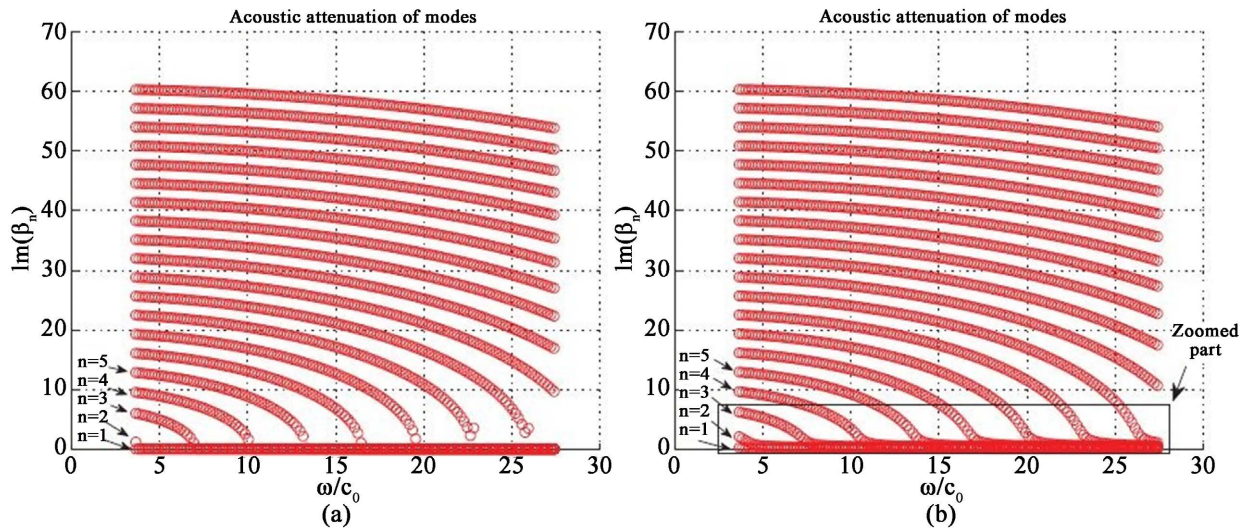 Acoustic attenuation of modes
70
60
50
40
30
20
10
0
Im(βn)
n=5
n=4
n=3
n=2
n=1
0 5 10 15 20 25 30
ω/c0
(a)
Acoustic attenuation of modes
70
60
50
40
30
20
10
0
Im(βn)
n=5
n=4
n=3
n=2
n=1
Zoomed
part
0 5 10 15 20 25 30
ω/c0
(b)